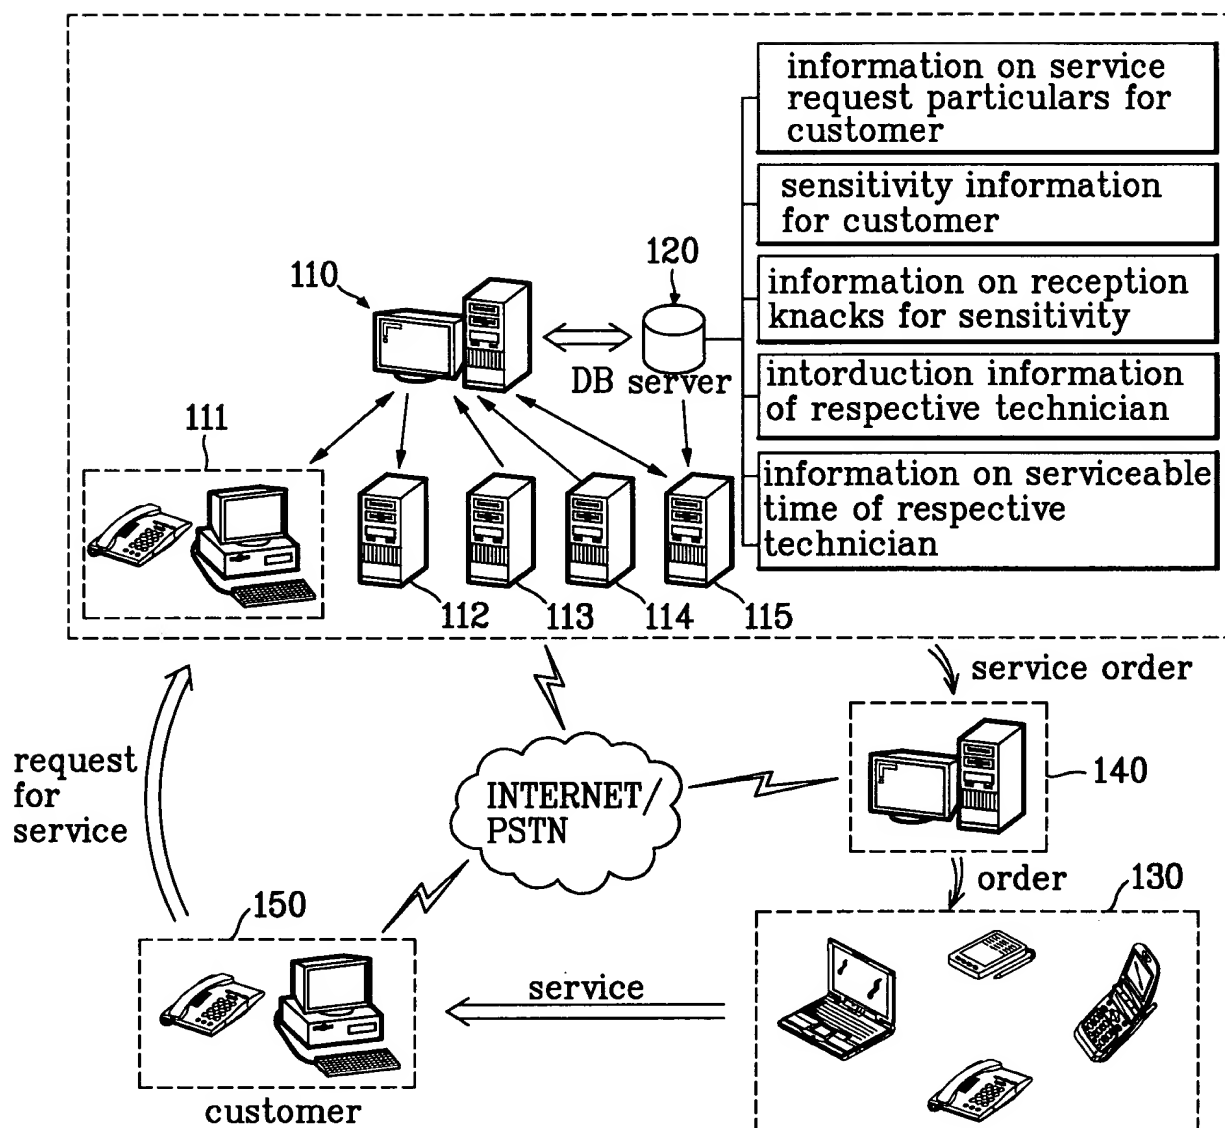 information on service
request particulars for
customer
sensitivity information
for customer
110
120
information on reception
knacks for sensitivity
DB server
intorduction information
of respective technician
111
information on serviceable
time of respective
technician
112
113
114
115
service order
request
for
service
INTERNET/
PSTN
140
order
130
150
service
customer